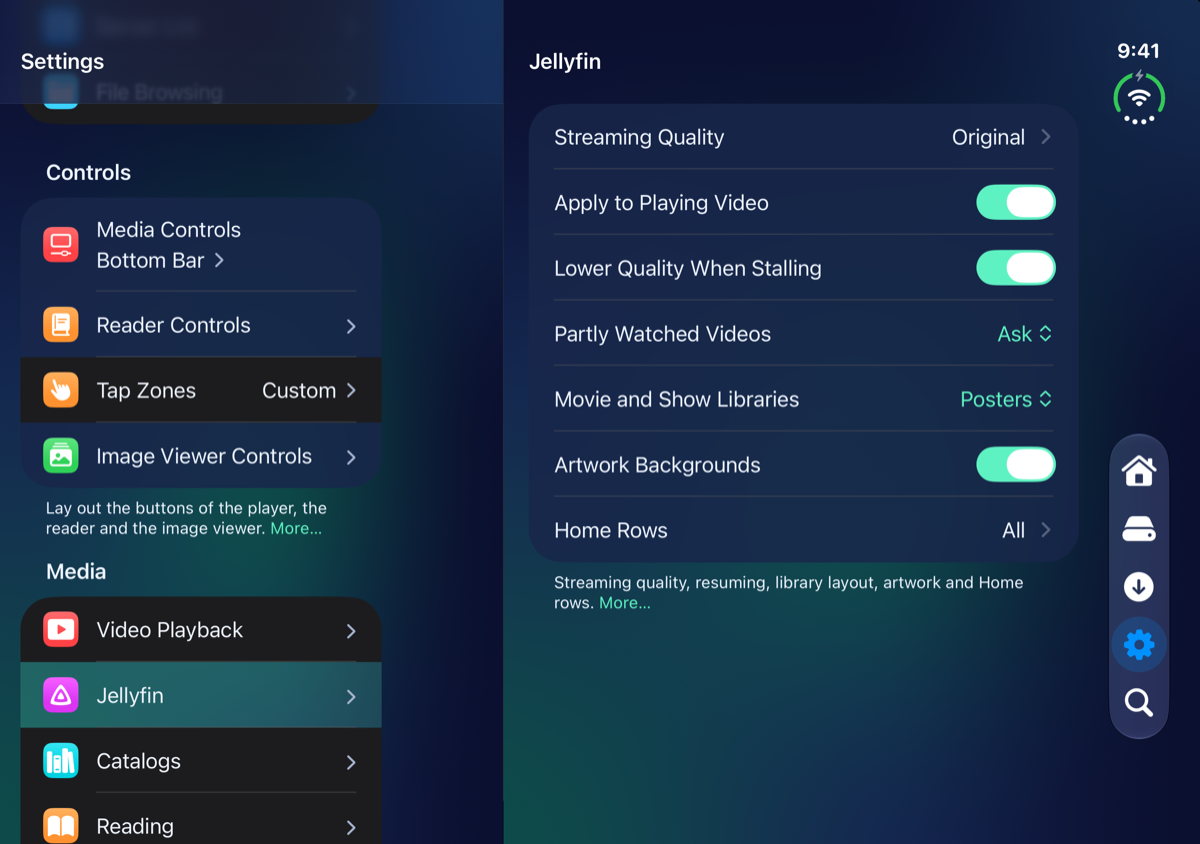 Settings
File Browsing
Controls
Media Controls
Bottom Bar
Reader Controls
Tap Zones Custom
Image Viewer Controls
Lay out the buttons of the player, the
reader and the image viewer. More...
Media
Video Playback
Jellyfin
Catalogs
Reading
Jellyfin
Streaming Quality Original
Apply to Playing Video
Lower Quality When Stalling
Partly Watched Videos Ask
Movie and Show Libraries Posters
Artwork Backgrounds
Home Rows All
Streaming quality, resuming, library layout, artwork and Home
rows. More...
9:41